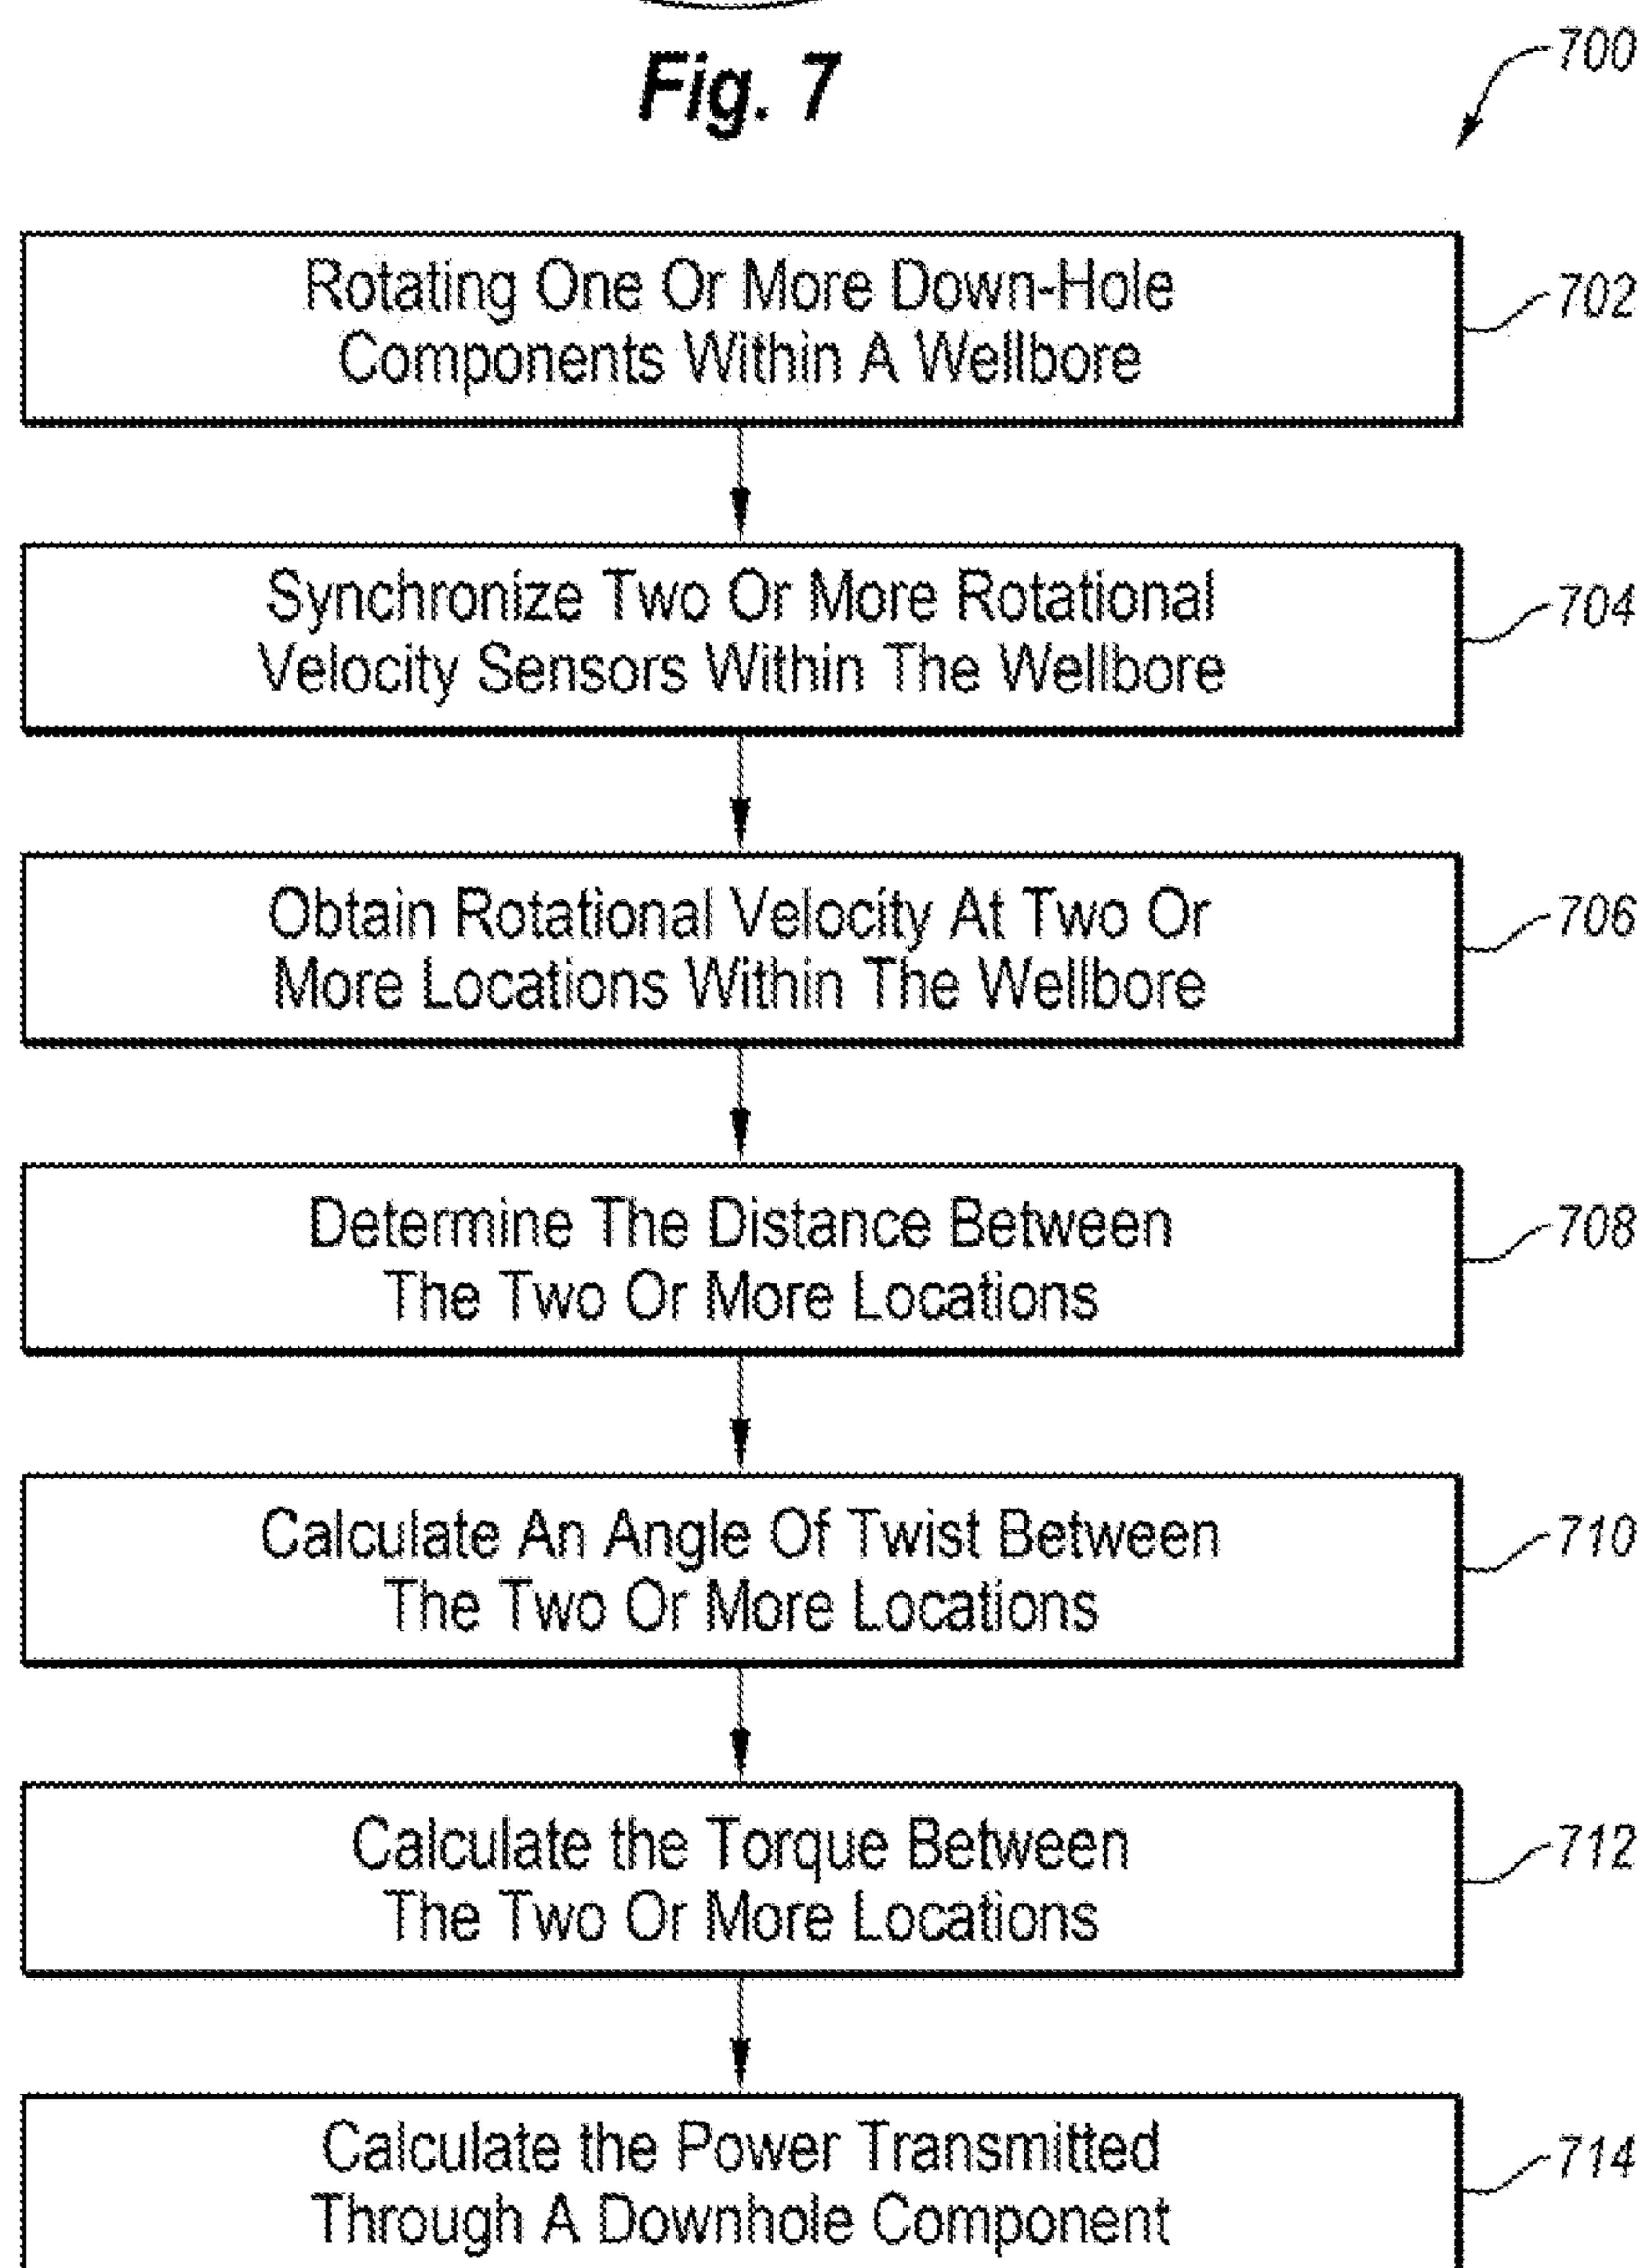 Fig. 7
700
Rotating One Or More Down-Hole
Components Within A Wellbore
702
Synchronize Two Or More Rotational
Velocity Sensors Within The Wellbore
704
Obtain Rotational Velocity At Two Or
More Locations Within The Wellbore
706
Determine The Distance Between
The Two Or More Locations
708
Calculate An Angle Of Twist Between
The Two Or More Locations
710
Calculate the Torque Between
The Two Or More Locations
712
Calculate the Power Transmitted
Through A Downhole Component
714